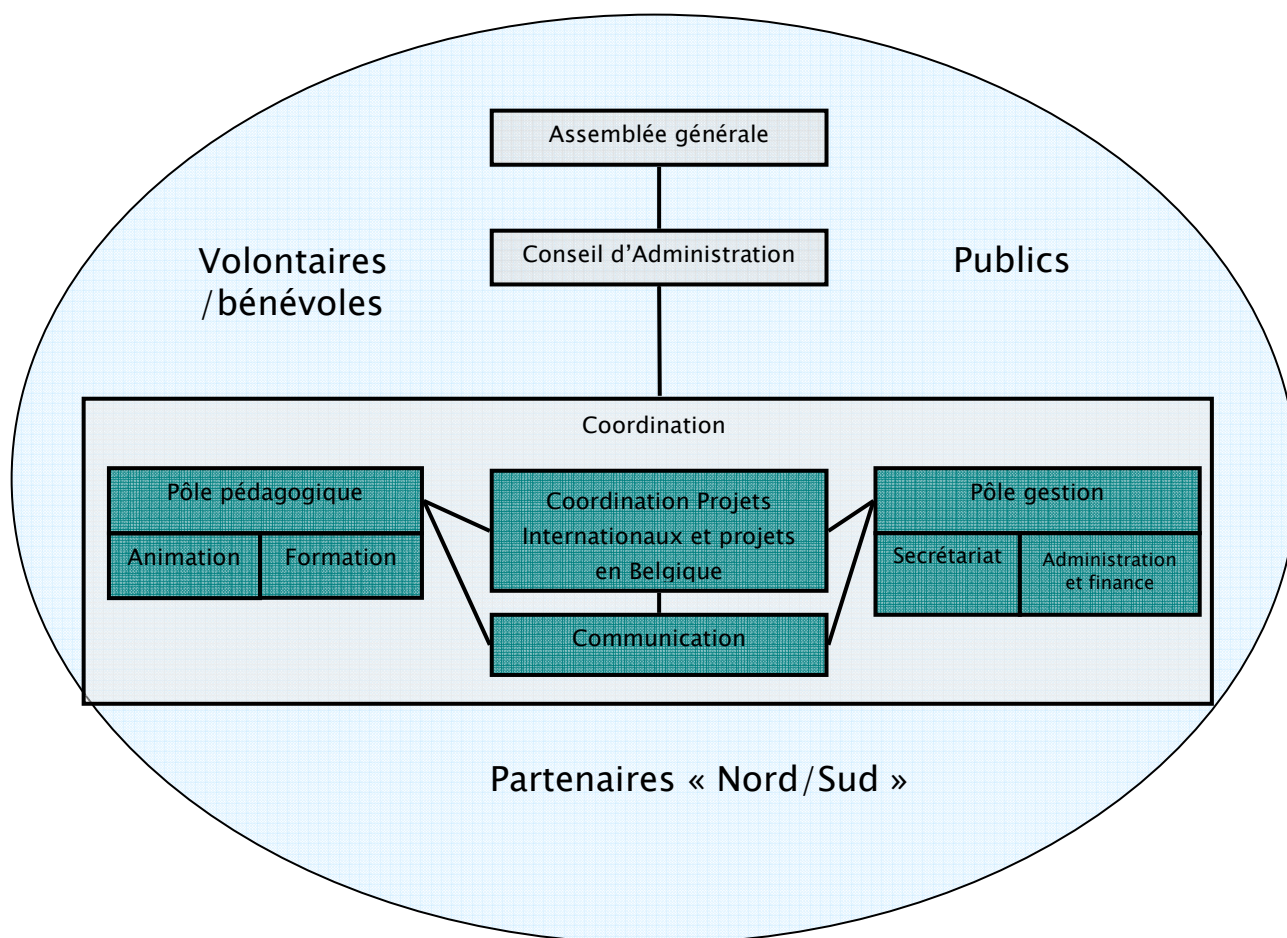 Assemblée générale
Conseil d’Administration
Volontaires
/bénévoles
Publics
Coordination
Pôle pédagogique
Animation
Formation
Coordination Projets
Internationaux et projets
en Belgique
Communication
Pôle gestion
Secrétariat
Administration
et finance
Partenaires « Nord/Sud »